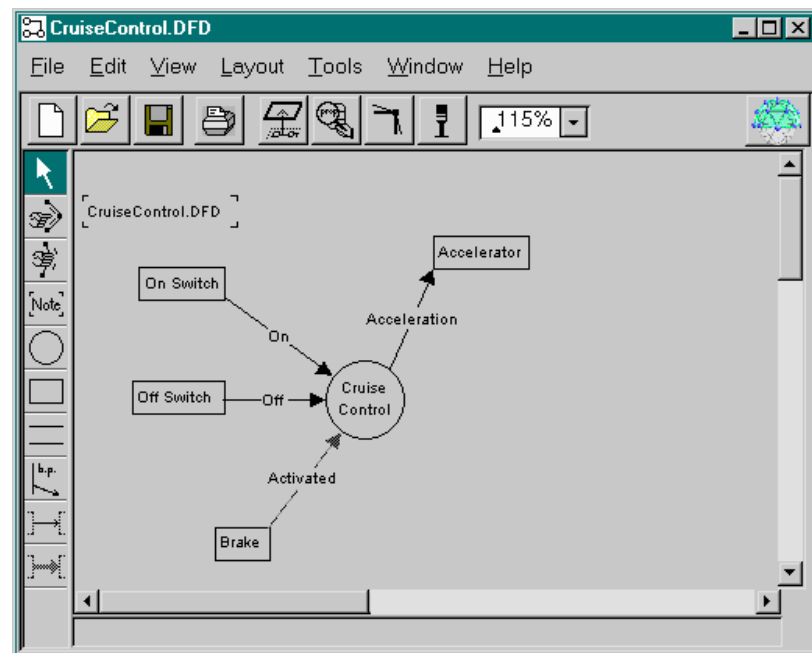 CruiseControl.DFD
File Edit View Layout Tools Window Help
115%
CruiseControl.DFD
Accelerator
On Switch
Acceleration
On
Cruise
Control
Off Switch
Off
Activated
Brake
Note
b.p.